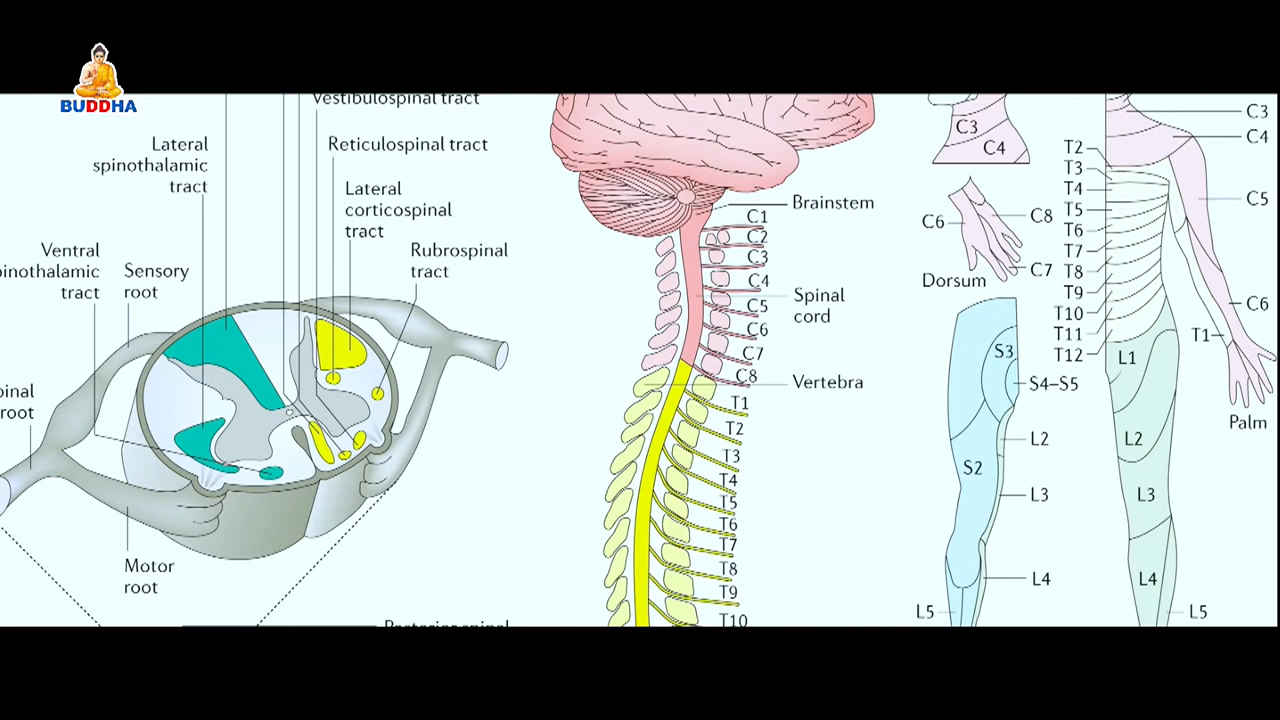 BUDDHA
Vestibulospinal tract
Lateral
spinothalamic
tract
Reticulospinal tract
Lateral
corticospinal
tract
Ventral
pinothalamic
tract
Sensory
root
Rubrospinal
tract
inal
root
Motor
root
Brainstem
C1
C2
C3
C4
C5
C6
C7
C8
Spinal
cord
Vertebra
T1
T2
T3
T4
T5
T6
T7
T8
T9
T10
C3
C4
C6
C8
C7
Dorsum
S3
S4–S5
L2
S2
L3
L4
L5
C3
C4
T2
T3
T4
T5
T6
T7
T8
T9
T10
T11
T12
C5
C6
T1
Palm
L1
L2
L3
L4
L5